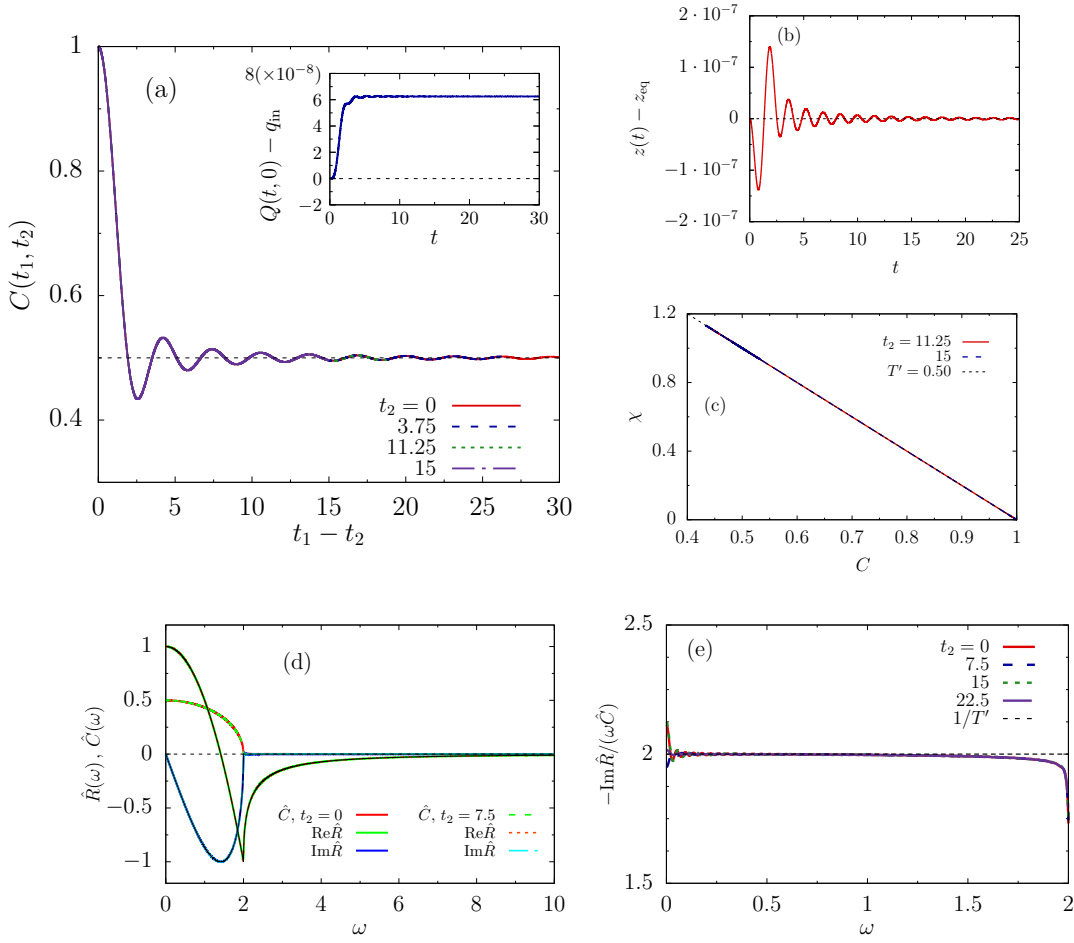 (a)
C(t₁, t₂)
1
0.8
0.6
0.4
0
5
10
15
20
25
30
t₁ − t₂
t₂ = 0
3.75
11.25
15
8(×10⁻⁸)
6
4
2
0
−2
Q(t, 0) − q_in
0
10
20
30
t
(b)
z(t) − z_eq
2 · 10⁻⁷
1 · 10⁻⁷
0
−1 · 10⁻⁷
−2 · 10⁻⁷
0
5
10
15
20
25
t
(c)
χ
1.2
0.8
0.4
0
0.4
0.5
0.6
0.7
0.8
0.9
1
C
t₂ = 11.25
15
T′ = 0.50
(d)
R̂(ω) , Ĉ(ω)
1
0.5
0
−0.5
−1
0
2
4
6
8
10
ω
Ĉ, t₂ = 0
ReR̂
ImR̂
Ĉ, t₂ = 7.5
ReR̂
ImR̂
(e)
−ImR̂/(ωĈ)
2.5
2
1.5
0
0.5
1
1.5
2
ω
t₂ = 0
7.5
15
22.5
1/T′